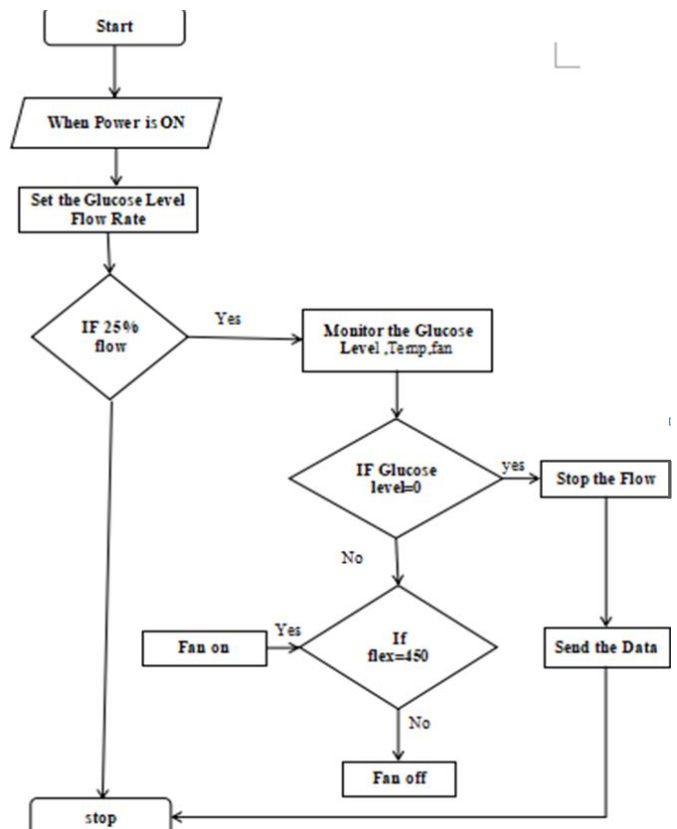 Start
When Power is ON
Set the Glucose Level
Flow Rate
IF 25%
flow
Yes
Monitor the Glucose
Level ,Temp,fan
IF Glucose
level=0
yes
Stop the Flow
No
If
flex=450
Yes
Fan on
Send the Data
No
Fan off
stop